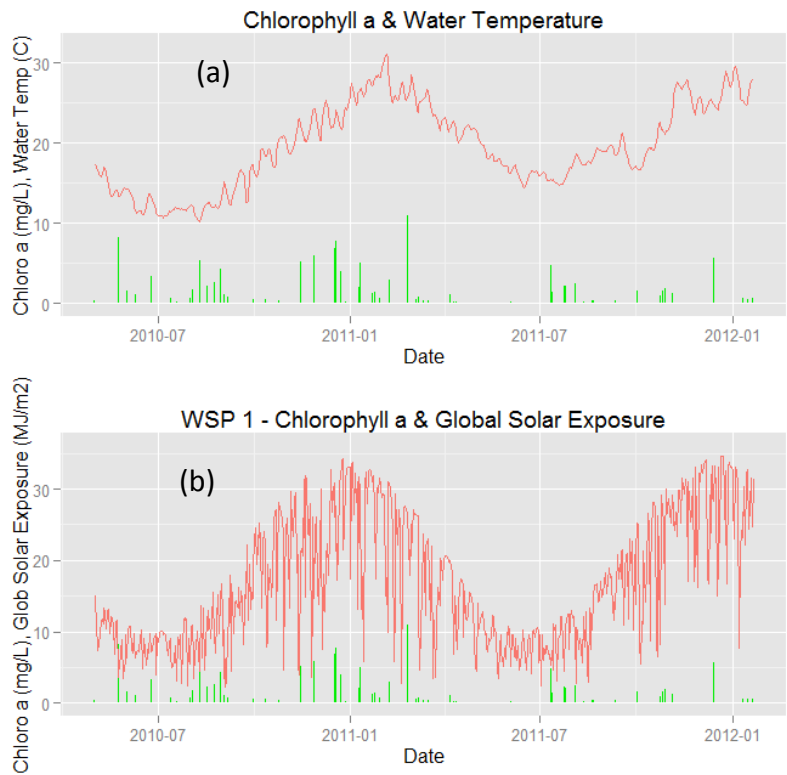 Chlorophyll a & Water Temperature
(a)
Chloro a (mg/L), Water Temp (C)
30
20
10
0
2010-07 2011-01 2011-07 2012-01
Date
WSP 1 - Chlorophyll a & Global Solar Exposure
(b)
Chloro a (mg/L), Glob Solar Exposure (MJ/m2)
30
20
10
0
2010-07 2011-01 2011-07 2012-01
Date